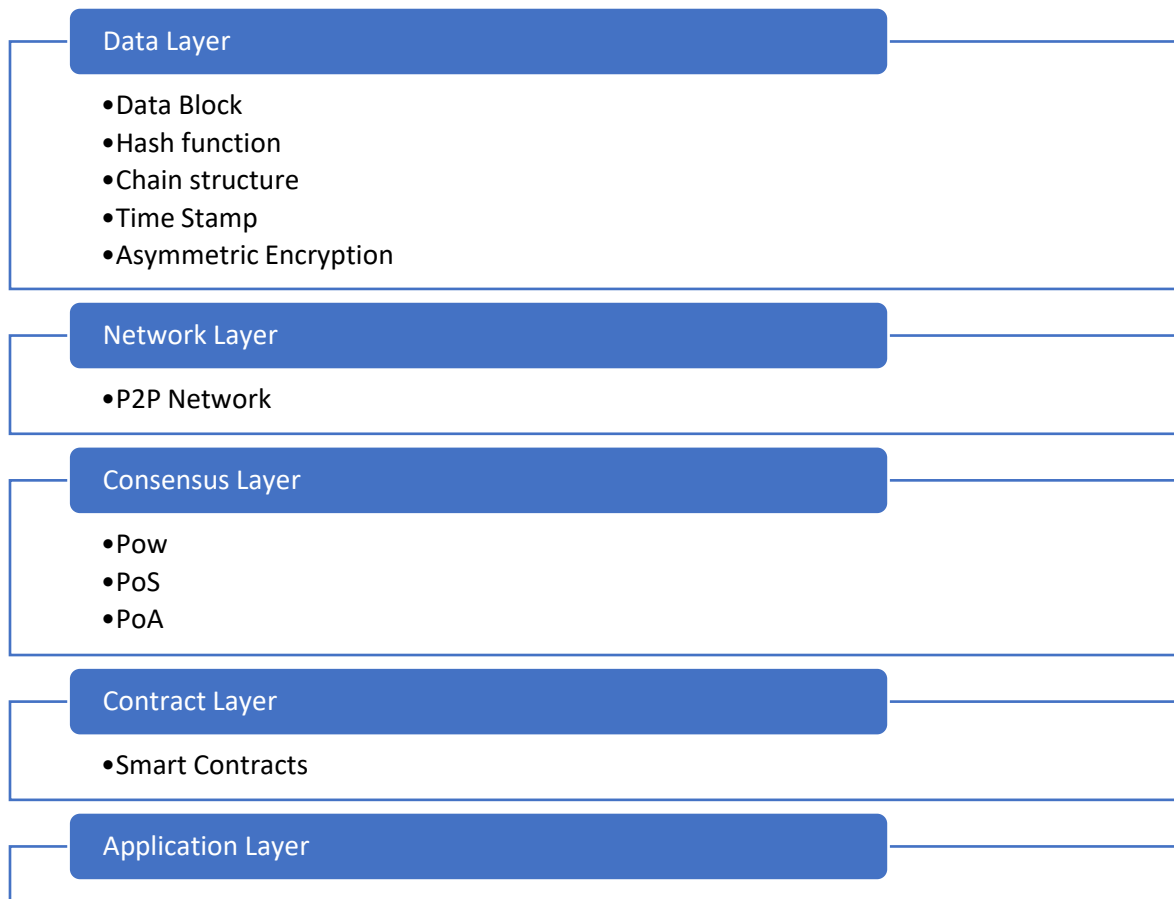 Data Layer
•Data Block
•Hash function
•Chain structure
•Time Stamp
•Asymmetric Encryption
Network Layer
•P2P Network
Consensus Layer
•Pow
•PoS
•PoA
Contract Layer
•Smart Contracts
Application Layer